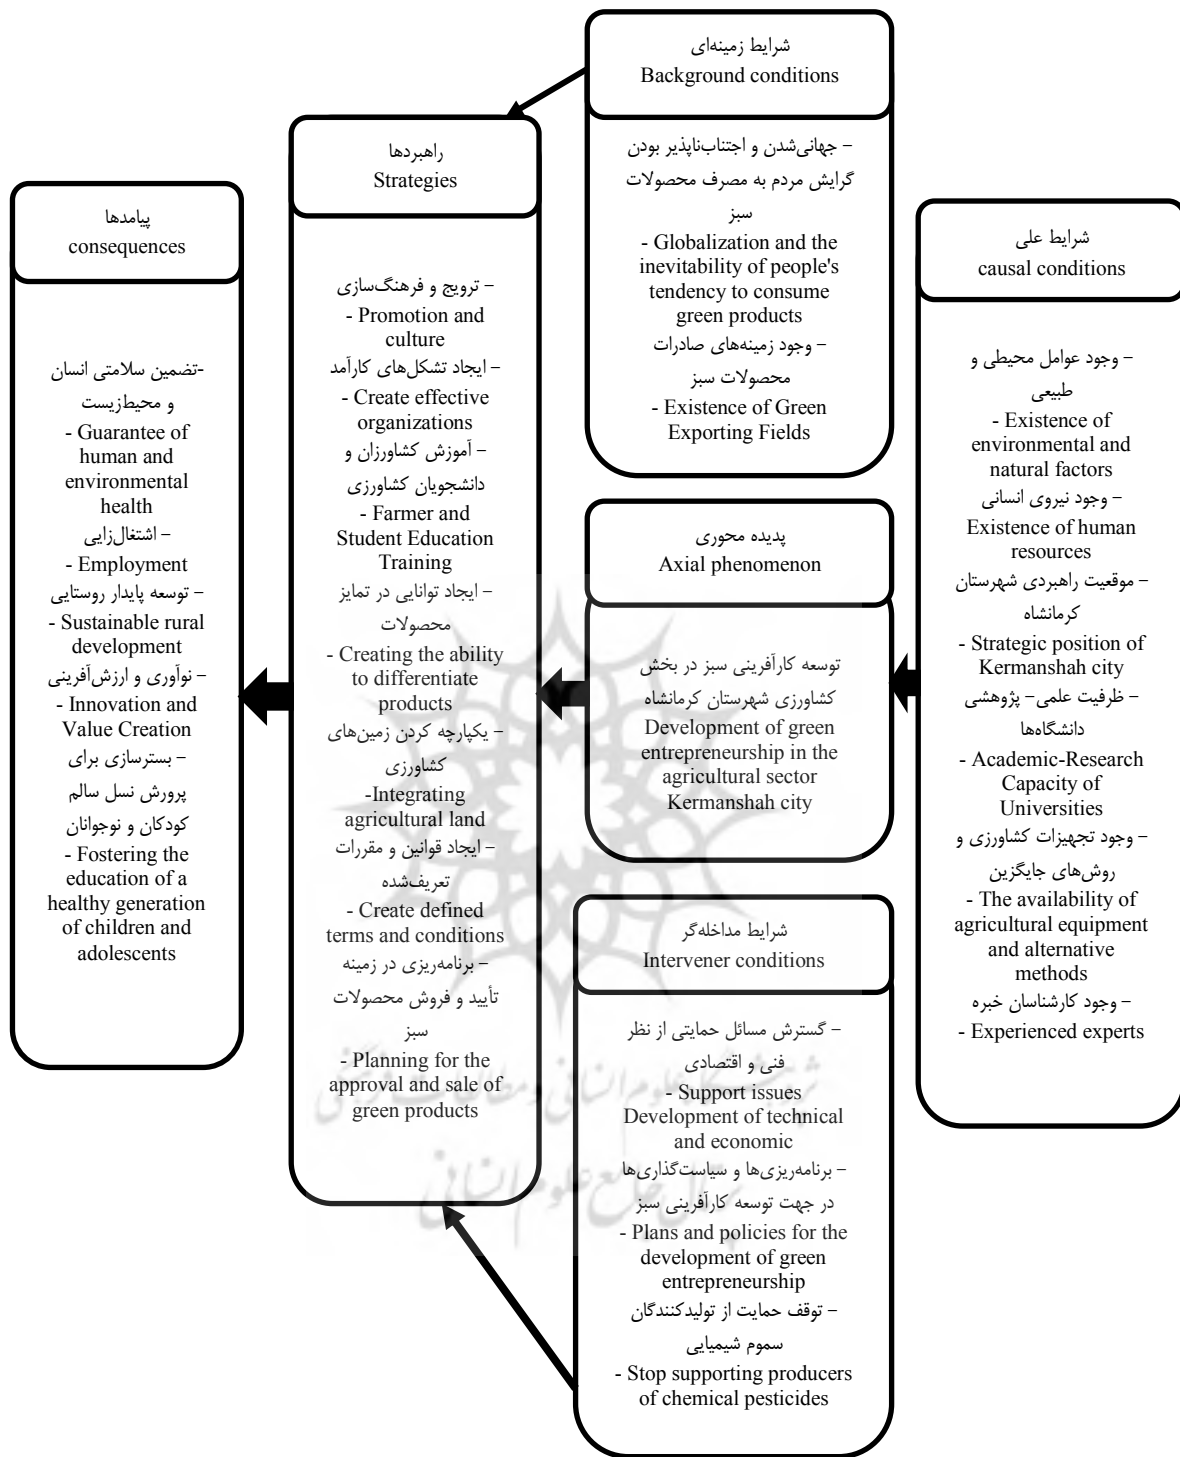 شرایط زمینه‌ای
Background conditions
– جهانی‌شدن و اجتناب‌ناپذیر بودن
گرایش مردم به مصرف محصولات
سبز
- Globalization and the
inevitability of people's
tendency to consume
green products
– وجود زمینه‌های صادرات
محصولات سبز
- Existence of Green
Exporting Fields
راهبردها
Strategies
– ترویج و فرهنگ‌سازی
- Promotion and
culture
– ایجاد تشکل‌های کارآمد
- Create effective
organizations
– آموزش کشاورزان و
دانشجویان کشاورزی
- Farmer and
Student Education
Training
– ایجاد توانایی در تمایز
محصولات
- Creating the ability
to differentiate
products
– یکپارچه کردن زمین‌های
کشاورزی
-Integrating
agricultural land
– ایجاد قوانین و مقررات
تعریف‌شده
- Create defined
terms and conditions
– برنامه‌ریزی در زمینه
تأیید و فروش محصولات
سبز
- Planning for the
approval and sale of
green products
پیامدها
consequences
-تضمین سلامتی انسان
و محیط‌زیست
- Guarantee of
human and
environmental
health
– اشتغال‌زایی
- Employment
– توسعه پایدار روستایی
- Sustainable rural
development
– نوآوری و ارزش‌آفرینی
- Innovation and
Value Creation
– بسترسازی برای
پرورش نسل سالم
کودکان و نوجوانان
- Fostering the
education of a
healthy generation
of children and
adolescents
شرایط علی
causal conditions
– وجود عوامل محیطی و
طبیعی
- Existence of
environmental and
natural factors
– وجود نیروی انسانی
Existence of human
resources
– موقعیت راهبردی شهرستان
کرمانشاه
- Strategic position of
Kermanshah city
– ظرفیت علمی– پژوهشی
دانشگاه‌ها
- Academic-Research
Capacity of
Universities
– وجود تجهیزات کشاورزی و
روش‌های جایگزین
- The availability of
agricultural equipment
and alternative
methods
– وجود کارشناسان خبره
- Experienced experts
پدیده محوری
Axial phenomenon
توسعه کارآفرینی سبز در بخش
کشاورزی شهرستان کرمانشاه
Development of green
entrepreneurship in the
agricultural sector
Kermanshah city
شرایط مداخله‌گر
Intervener conditions
– گسترش مسائل حمایتی از نظر
فنی و اقتصادی
- Support issues
Development of technical
and economic
– برنامه‌ریزی‌ها و سیاست‌گذاری‌ها
در جهت توسعه کارآفرینی سبز
- Plans and policies for the
development of green
entrepreneurship
– توقف حمایت از تولیدکنندگان
سموم شیمیایی
- Stop supporting producers
of chemical pesticides
پژوهشگاه علوم انسانی و مطالعات فرهنگی
پرتال جامع علوم انسانی